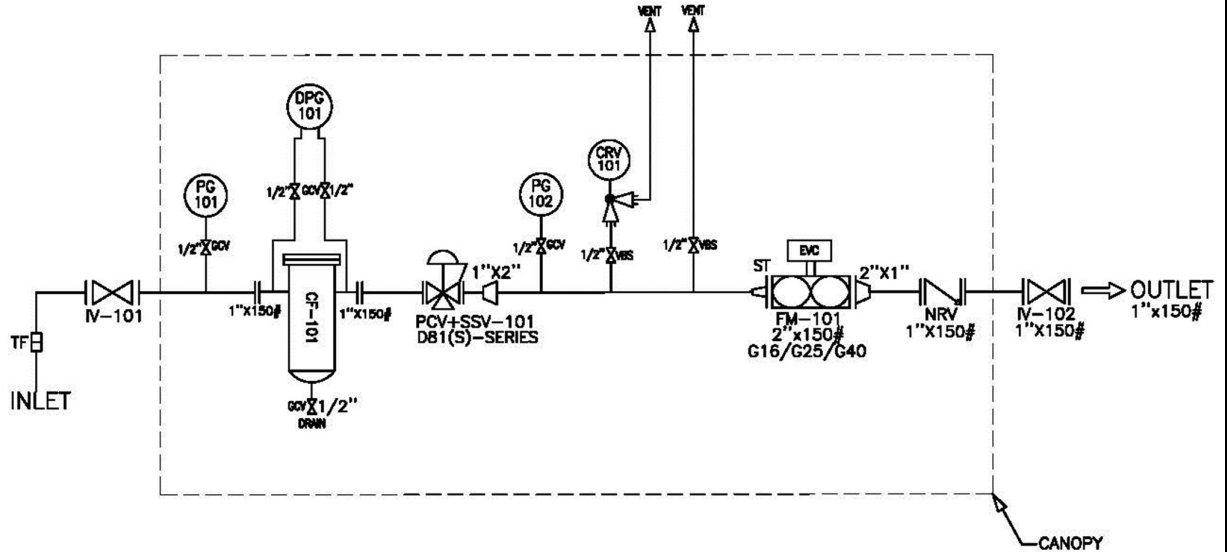 VENT
VENT
DPG
101
CRV
101
PG
101
1/2"
GCV
1/2"
PG
102
1/2"
GCV
1/2"
GCV
1/2"
VBS
1/2"
VBS
EVC
ST
1"X2"
2"X1"
IV-101
1"X150#
CF-101
1"X150#
PCV+SSV-101
D81(S)-SERIES
FM-101
2"x150#
G16/G25/G40
NRV
1"X150#
IV-102
1"X150#
OUTLET
1"x150#
TF
INLET
GCV
1/2"
DRAIN
CANOPY